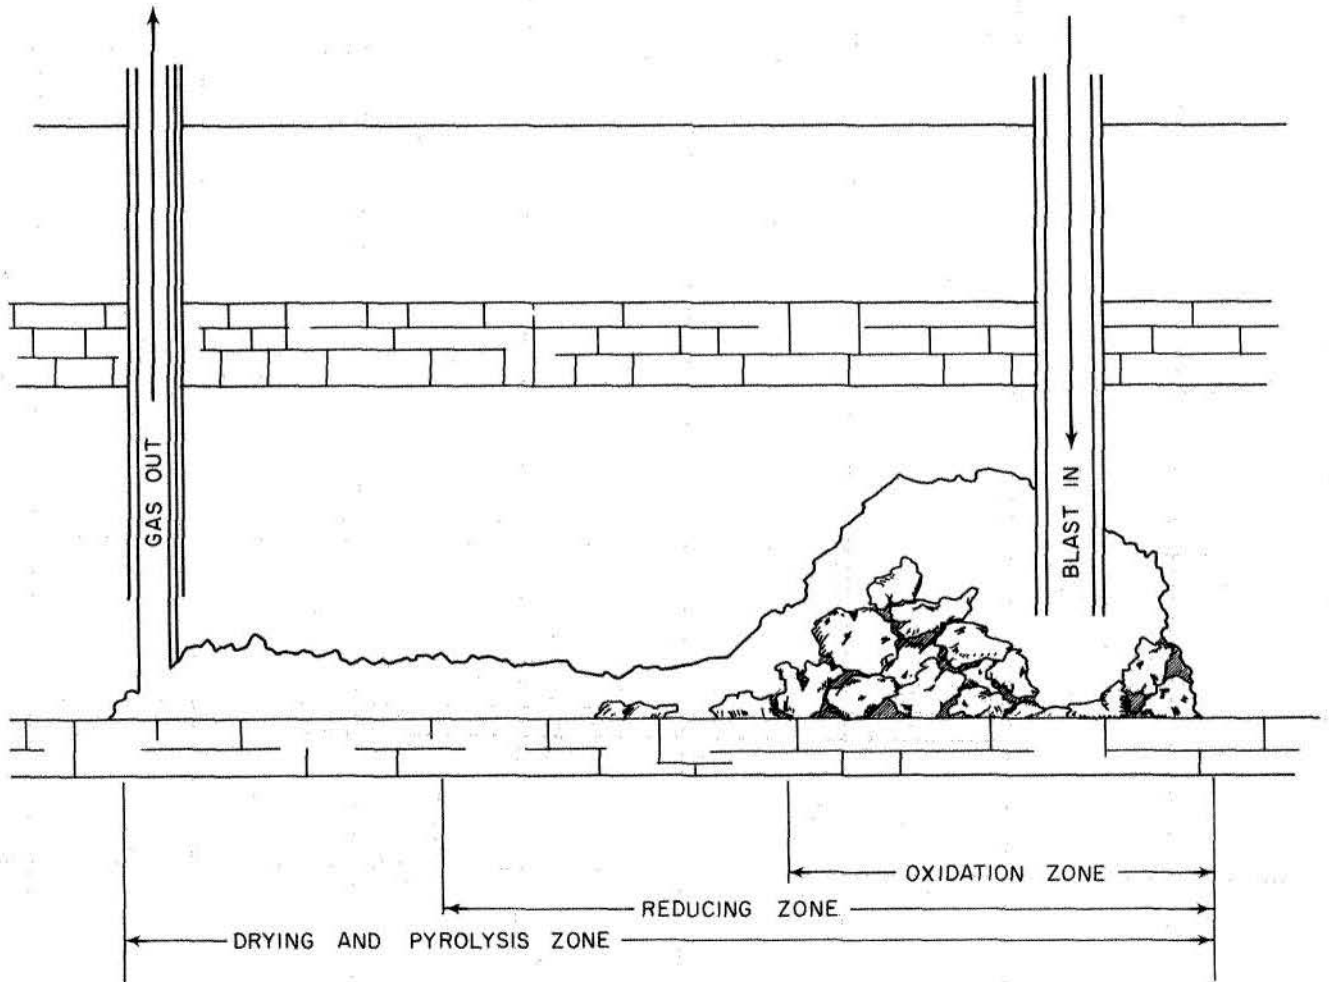 GAS OUT
BLAST IN
OXIDATION ZONE
REDUCING ZONE
DRYING AND PYROLYSIS ZONE